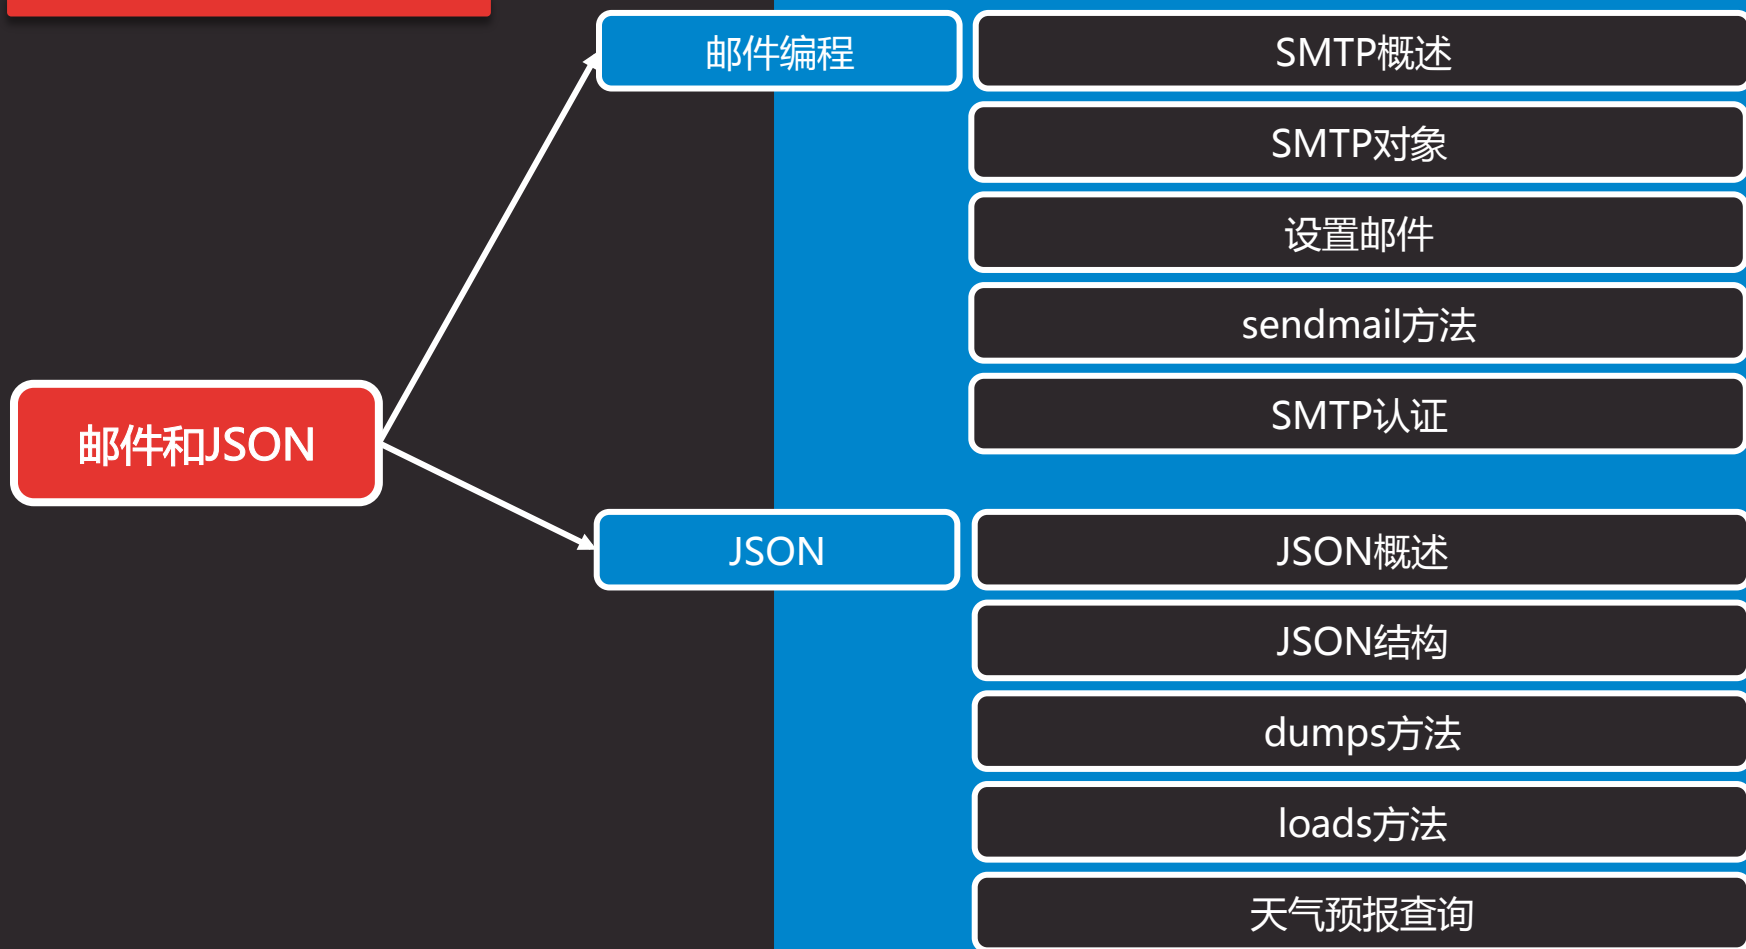 邮件和JSON
邮件编程
SMTP概述
SMTP对象
设置邮件
sendmail方法
SMTP认证
JSON
JSON概述
JSON结构
dumps方法
loads方法
天气预报查询